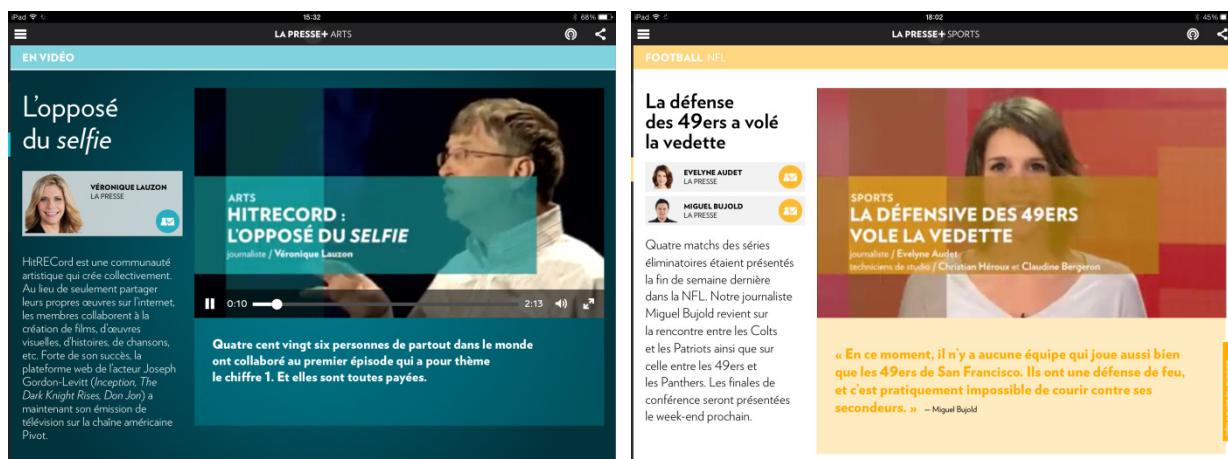 iPad
15:32
68%
LA PRESSE+ ARTS
EN VIDÉO
L'opposé
du selfie
VÉRONIQUE LAUZON
LA PRESSE
HitRECord est une communauté
artistique qui crée collectivement.
Au lieu de seulement partager
leurs propres œuvres sur l'internet,
les membres collaborent à la
création de films, d'œuvres
visuelles, d'histoires, de chansons,
etc. Forte de son succès, la
plateforme web de l'acteur Joseph
Gordon-Levitt (Inception, The
Dark Knight Rises, Don Jon) a
maintenant son émission de
télévision sur la chaîne américaine
Pivot.
ARTS
HITRECORD :
L'OPPOSÉ DU SELFIE
journaliste / Véronique Lauzon
0:10
2:13
Quatre cent vingt six personnes de partout dans le monde
ont collaboré au premier épisode qui a pour thème
le chiffre 1. Et elles sont toutes payées.
iPad
18:02
45%
LA PRESSE+ SPORTS
FOOTBALL NFL
La défense
des 49ers a volé
la vedette
EVELYNE AUDET
LA PRESSE
MIGUEL BUJOLD
LA PRESSE
Quatre matchs des séries
éliminatoires étaient présentés
la fin de semaine dernière
dans la NFL. Notre journaliste
Miguel Bujold revient sur
la rencontre entre les Colts
et les Patriots ainsi que sur
celle entre les 49ers et
les Panthers. Les finales de
conférence seront présentées
le week-end prochain.
SPORTS
LA DÉFENSIVE DES 49ERS
VOLE LA VEDETTE
journaliste / Evelyne Audet
techniciens de studio / Christian Héroux et Claudine Bergeron
« En ce moment, il n'y a aucune équipe qui joue aussi bien
que les 49ers de San Francisco. Ils ont une défense de feu,
et c'est pratiquement impossible de courir contre ses
secondeurs. » – Miguel Bujold